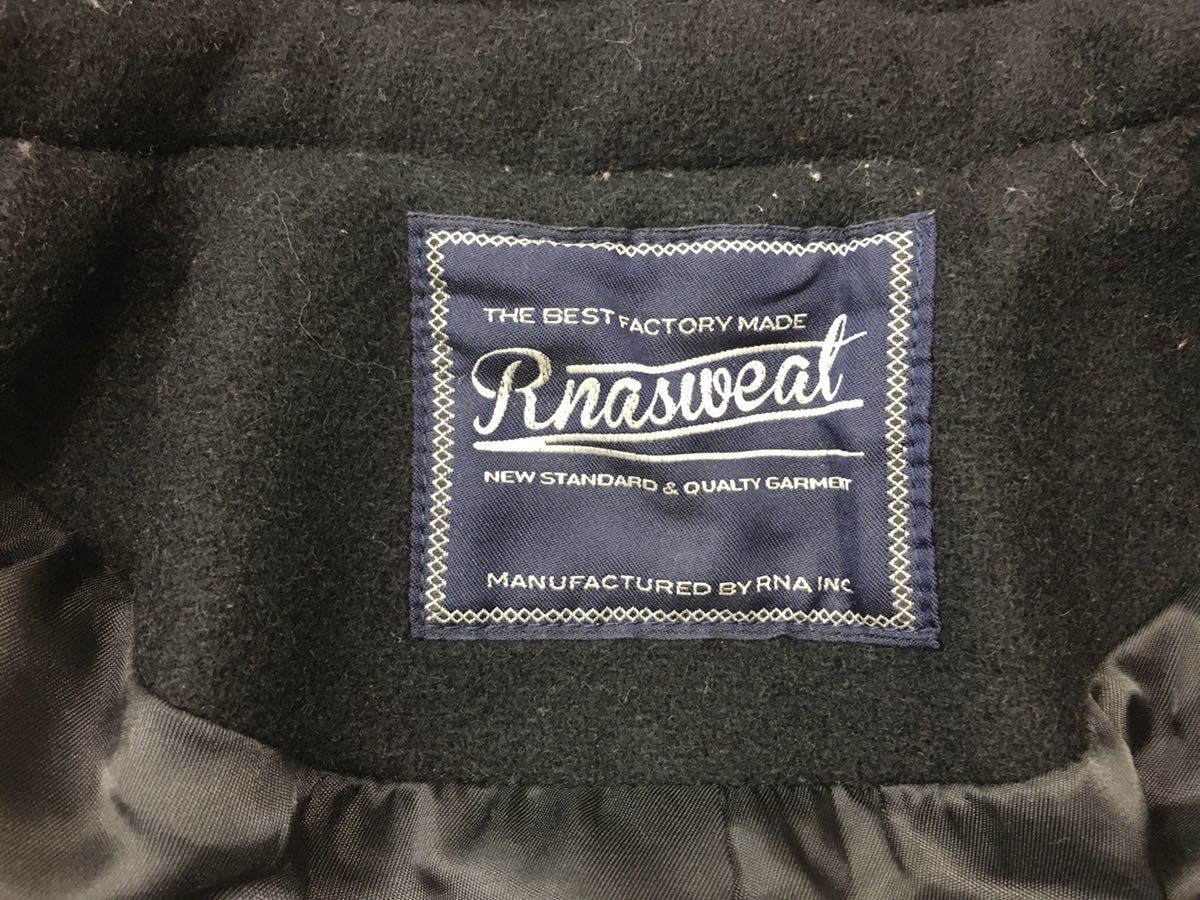 THE BEST FACTORY MADE
Rnasweat
NEW STANDARD & QUALTY GARMENT
MANUFACTURED BY RNA, INC